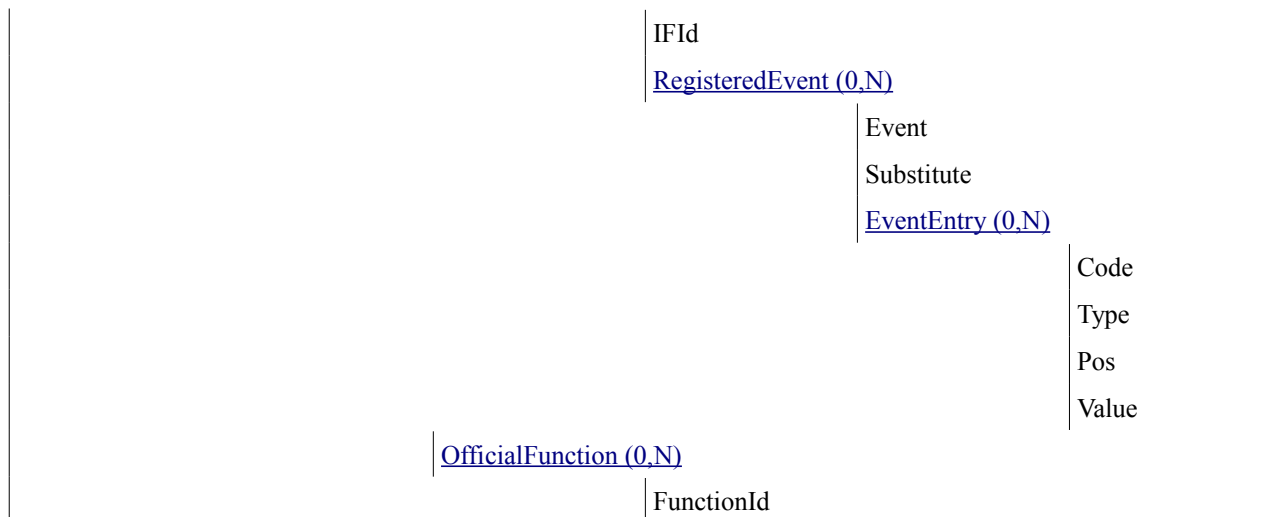 IFId
RegisteredEvent (0,N)
Event
Substitute
EventEntry (0,N)
Code
Type
Pos
Value
OfficialFunction (0,N)
FunctionId